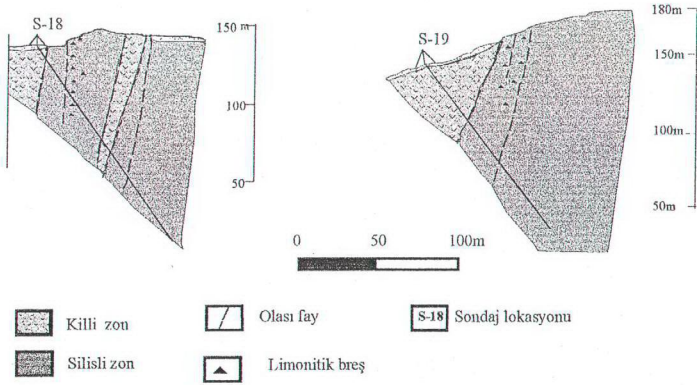 S-18
150 m
100
50
S-19
180m
150m
100m
50m
0 50 100m
Killi zon
Olası fay
S-18 Sondaj lokasyonu
Silisli zon
Limonitik breş